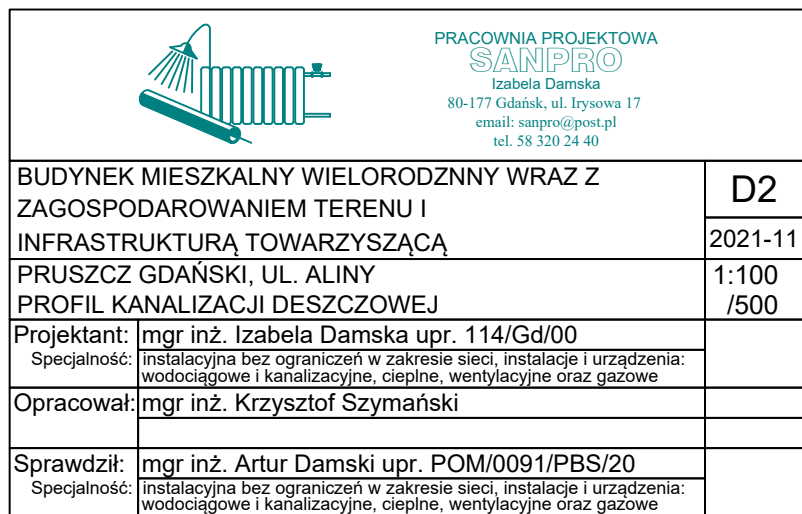 PRACOWNIA PROJEKTOWA
SANPRO
Izabela Damska
80-177 Gdańsk, ul. Irysowa 17
email: sanpro@post.pl
tel. 58 320 24 40
BUDYNEK MIESZKALNY WIELORODZNNY WRAZ Z
ZAGOSPODAROWANIEM TERENU I
INFRASTRUKTURĄ TOWARZYSZĄCĄ
D2
2021-11
PRUSZCZ GDAŃSKI, UL. ALINY
PROFIL KANALIZACJI DESZCZOWEJ
1:100
/500
Projektant: mgr inż. Izabela Damska upr. 114/Gd/00
Specjalność: instalacyjna bez ograniczeń w zakresie sieci, instalacje i urządzenia:
wodociągowe i kanalizacyjne, cieplne, wentylacyjne oraz gazowe
Opracował: mgr inż. Krzysztof Szymański
Sprawdził: mgr inż. Artur Damski upr. POM/0091/PBS/20
Specjalność: instalacyjna bez ograniczeń w zakresie sieci, instalacje i urządzenia:
wodociągowe i kanalizacyjne, cieplne, wentylacyjne oraz gazowe